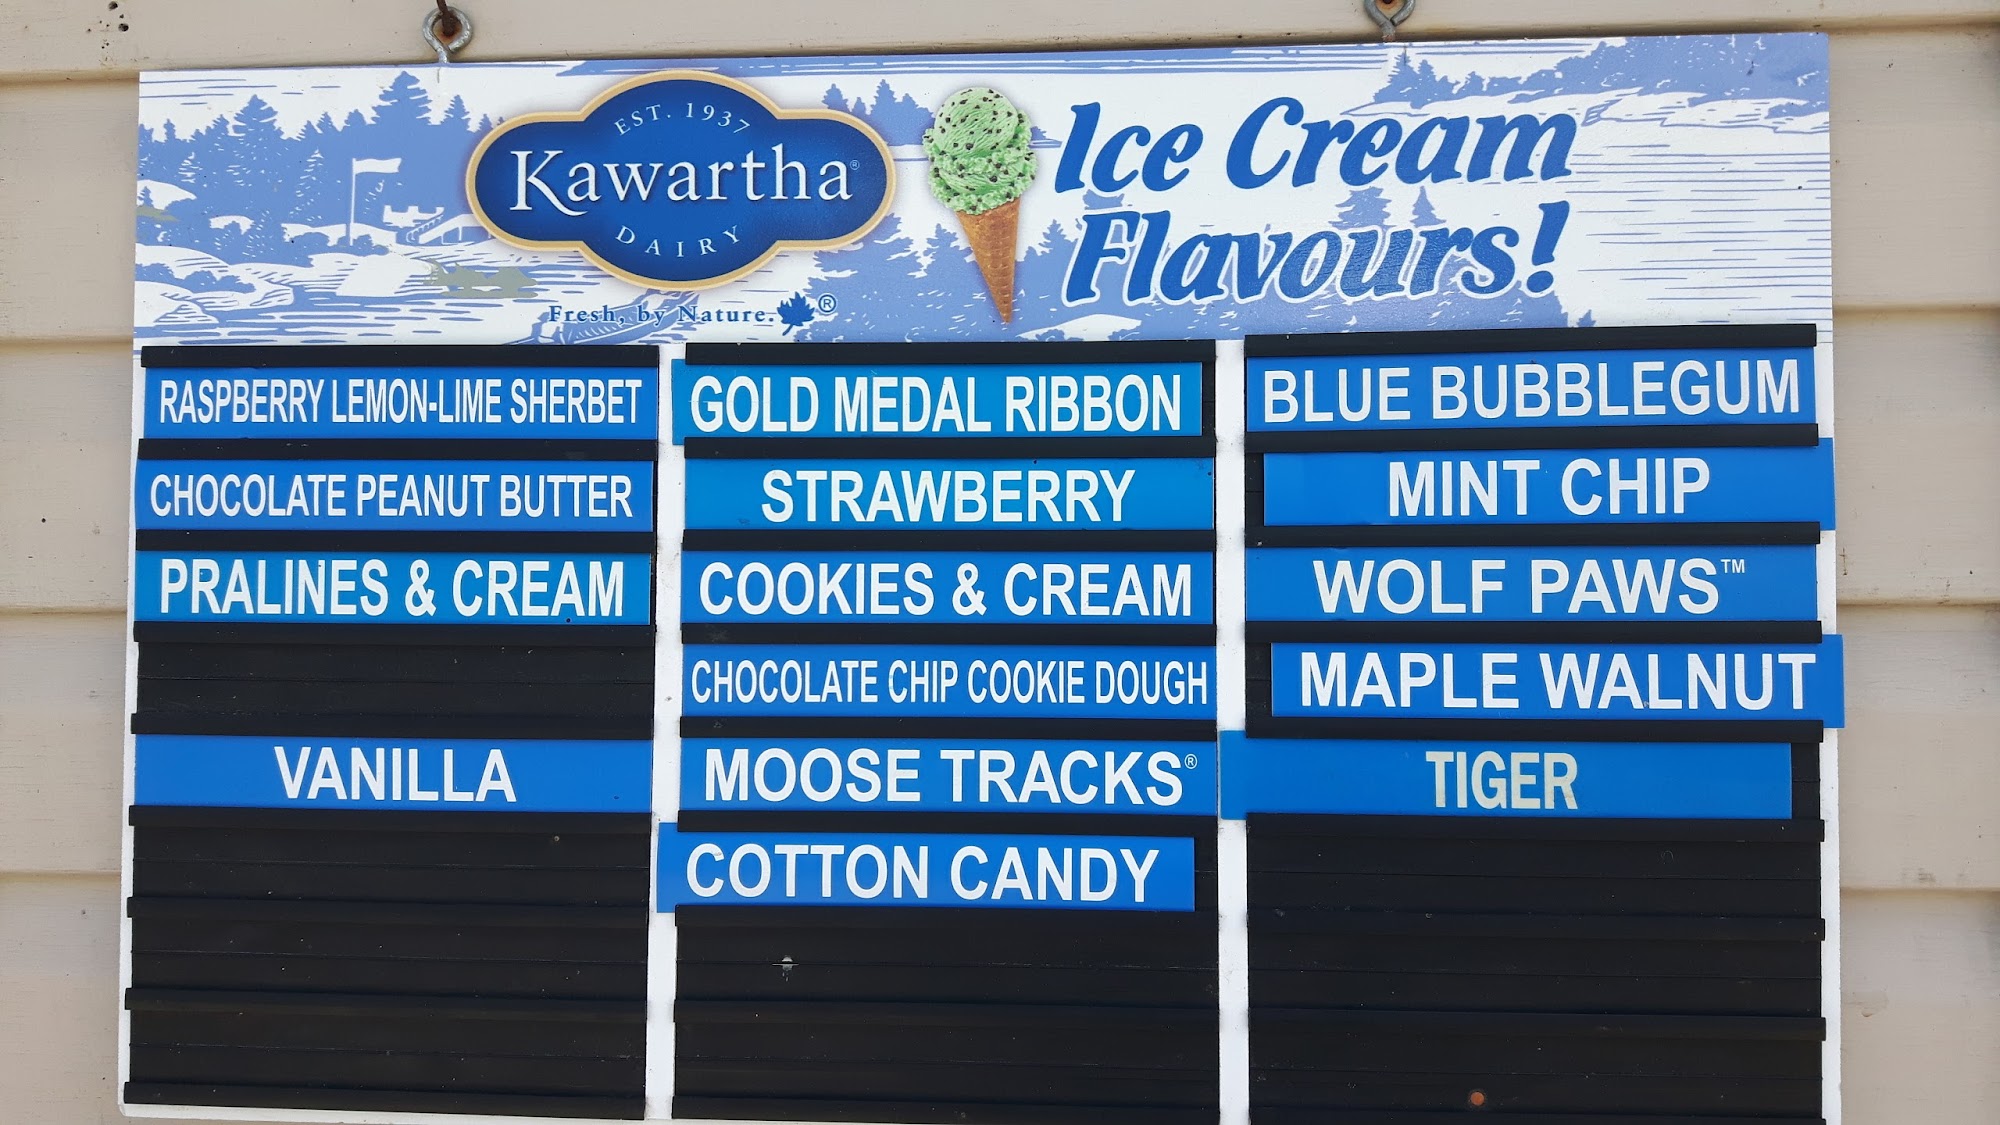 EST. 1937
Kawartha®
DAIRY
Fresh, by Nature.®
Ice Cream
Flavours!
RASPBERRY LEMON-LIME SHERBET
CHOCOLATE PEANUT BUTTER
PRALINES & CREAM
VANILLA
GOLD MEDAL RIBBON
STRAWBERRY
COOKIES & CREAM
CHOCOLATE CHIP COOKIE DOUGH
MOOSE TRACKS®
COTTON CANDY
BLUE BUBBLEGUM
MINT CHIP
WOLF PAWS™
MAPLE WALNUT
TIGER